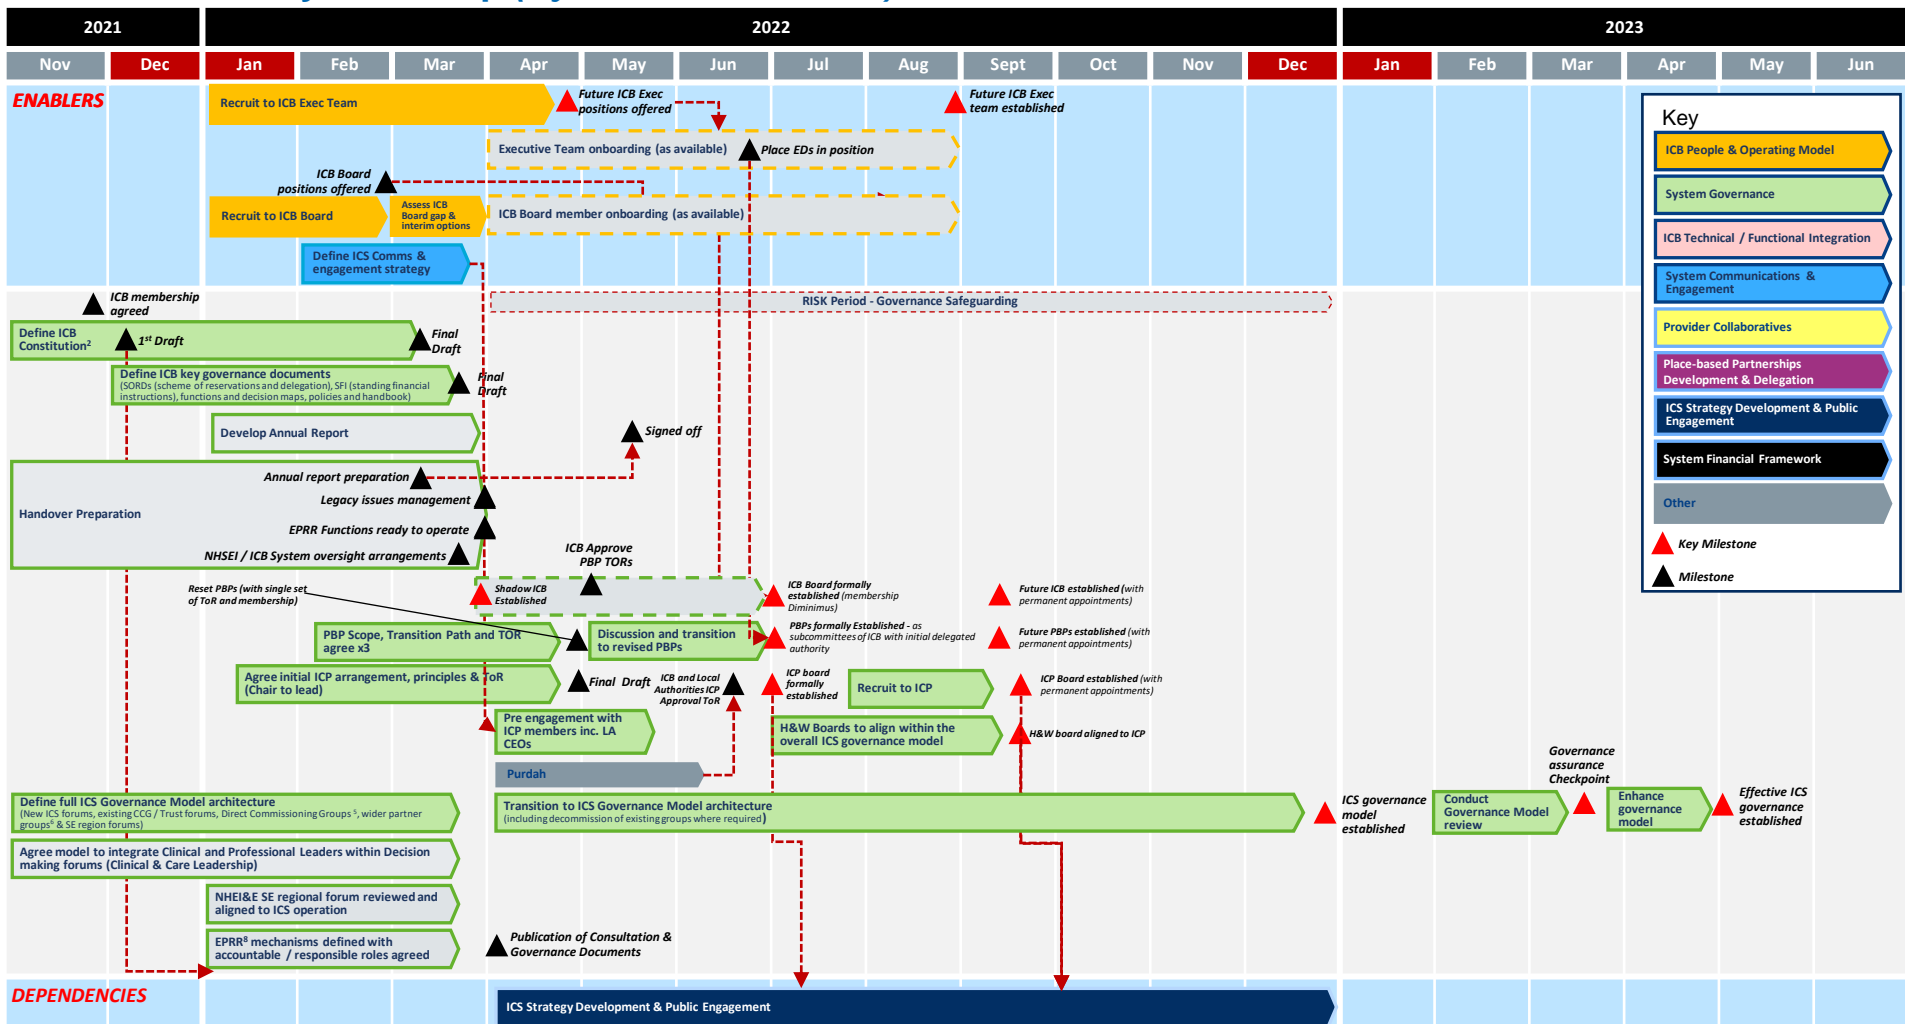 2021
2022
2023
Nov
Dec
Jan
Feb
Mar
Apr
May
Jun
Jul
Aug
Sept
Oct
Nov
Dec
Jan
Feb
Mar
Apr
May
Jun
ENABLERS
Recruit to ICB Exec Team
Future ICB Exec
positions offered
Future ICB Exec
team established
Executive Team onboarding (as available)
Place EDs in position
ICB Board
positions offered
Recruit to ICB Board
Assess ICB
Board gap &
interim options
ICB Board member onboarding (as available)
Define ICS Comms &
engagement strategy
Key
ICB People & Operating Model
System Governance
ICB Technical / Functional Integration
System Communications &
Engagement
Provider Collaboratives
Place-based Partnerships
Development & Delegation
ICS Strategy Development & Public
Engagement
System Financial Framework
Other
Key Milestone
Milestone
ICB membership
agreed
RISK Period - Governance Safeguarding
Define ICB
Constitution2
1st Draft
Final
Draft
Define ICB key governance documents
(SORDs (scheme of reservations and delegation), SFI (standing financial
instructions), functions and decision maps, policies and handbook)
Final
Draft
Develop Annual Report
Signed off
Handover Preparation
Annual report preparation
Legacy issues management
EPRR Functions ready to operate
NHSEI / ICB System oversight arrangements
ICB Approve
PBP TORs
Reset PBPs (with single set
of ToR and membership)
Shadow ICB
Established
ICB Board formally
established (membership
Diminimus)
Future ICB established (with
permanent appointments)
PBP Scope, Transition Path and TOR
agree x3
Discussion and transition
to revised PBPs
PBPs formally Established - as
subcommittees of ICB with initial delegated
authority
Future PBPs established (with
permanent appointments)
Agree initial ICP arrangement, principles & ToR
(Chair to lead)
Final Draft
ICB and Local
Authorities ICP
Approval ToR
ICP board
formally
established
Recruit to ICP
ICP Board established (with
permanent appointments)
Pre engagement with
ICP members inc. LA
CEOs
H&W Boards to align within the
overall ICS governance model
H&W board aligned to ICP
Purdah
Define full ICS Governance Model architecture
(New ICS forums, existing CCG / Trust forums, Direct Commissioning Groups 5, wider partner
groups6 & SE region forums)
Transition to ICS Governance Model architecture
(including decommission of existing groups where required)
ICS governance
model
established
Conduct
Governance Model
review
Governance
assurance
Checkpoint
Enhance
governance
model
Effective ICS
governance
established
Agree model to integrate Clinical and Professional Leaders within Decision
making forums (Clinical & Care Leadership)
NHEI&E SE regional forum reviewed and
aligned to ICS operation
EPRR8 mechanisms defined with
accountable / responsible roles agreed
Publication of Consultation &
Governance Documents
DEPENDENCIES
ICS Strategy Development & Public Engagement